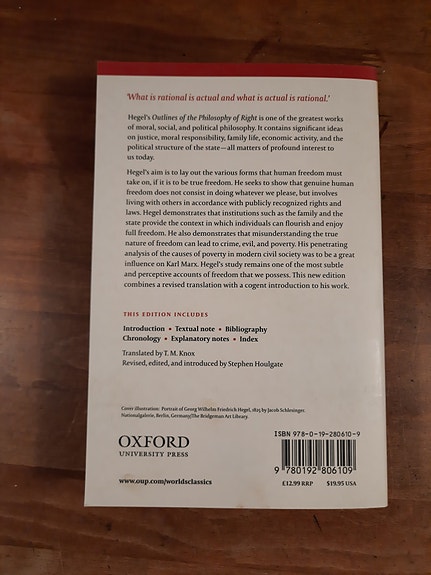 ‘What is rational is actual and what is actual is rational.’
Hegel's Outlines of the Philosophy of Right is one of the greatest works
of moral, social, and political philosophy. It contains significant ideas
on justice, moral responsibility, family life, economic activity, and the
political structure of the state—all matters of profound interest to
us today.
Hegel's aim is to lay out the various forms that human freedom must
take on, if it is to be true freedom. He seeks to show that genuine human
freedom does not consist in doing whatever we please, but involves
living with others in accordance with publicly recognized rights and
laws. Hegel demonstrates that institutions such as the family and the
state provide the context in which individuals can flourish and enjoy
full freedom. He also demonstrates that misunderstanding the true
nature of freedom can lead to crime, evil, and poverty. His penetrating
analysis of the causes of poverty in modern civil society was to be a great
influence on Karl Marx. Hegel's study remains one of the most subtle
and perceptive accounts of freedom that we possess. This new edition
combines a revised translation with a cogent introduction to his work.
THIS EDITION INCLUDES
Introduction • Textual note • Bibliography
Chronology • Explanatory notes • Index
Translated by T. M. Knox
Revised, edited, and introduced by Stephen Houlgate
Cover illustration: Portrait of Georg Wilhelm Friedrich Hegel, 1825 by Jacob Schlesinger.
Nationalgalerie, Berlin, Germany/The Bridgeman Art Library.
OXFORD
UNIVERSITY PRESS
www.oup.com/worldsclassics
ISBN 978-0-19-280610-9
9 780192 806109
£12.99 RRP $19.95 USA